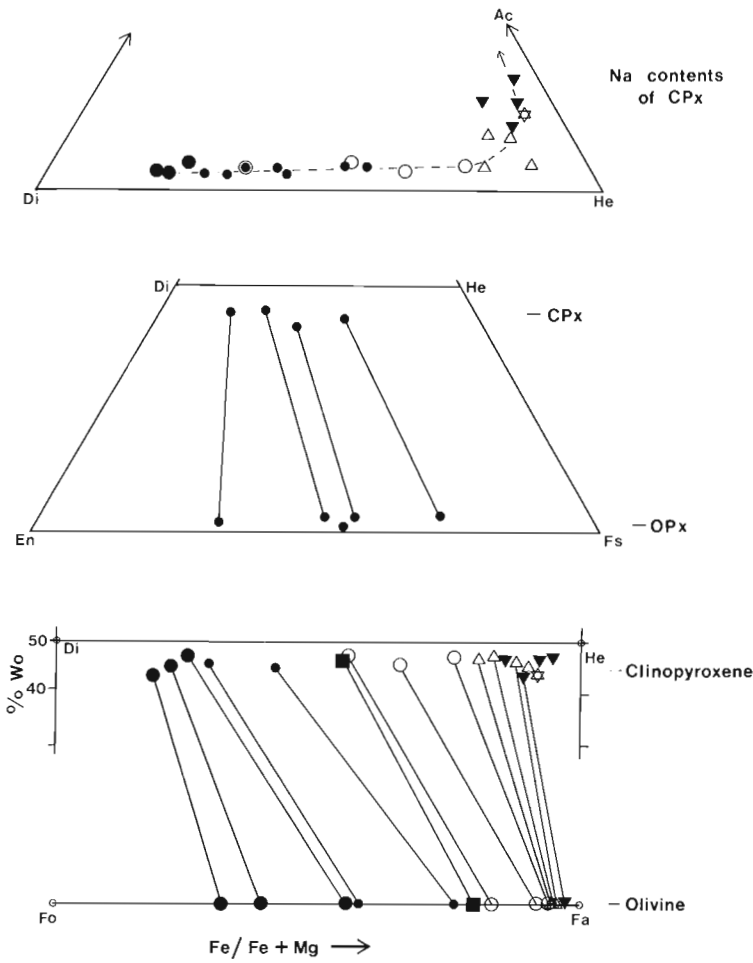 Ac
Na contents
of CPx
Di
He
Di
He
– CPx
En
Fs
– OPx
50
Di
He
% Wo
40
Clinopyroxene
Olivine
Fo
Fa
Fe/ Fe + Mg